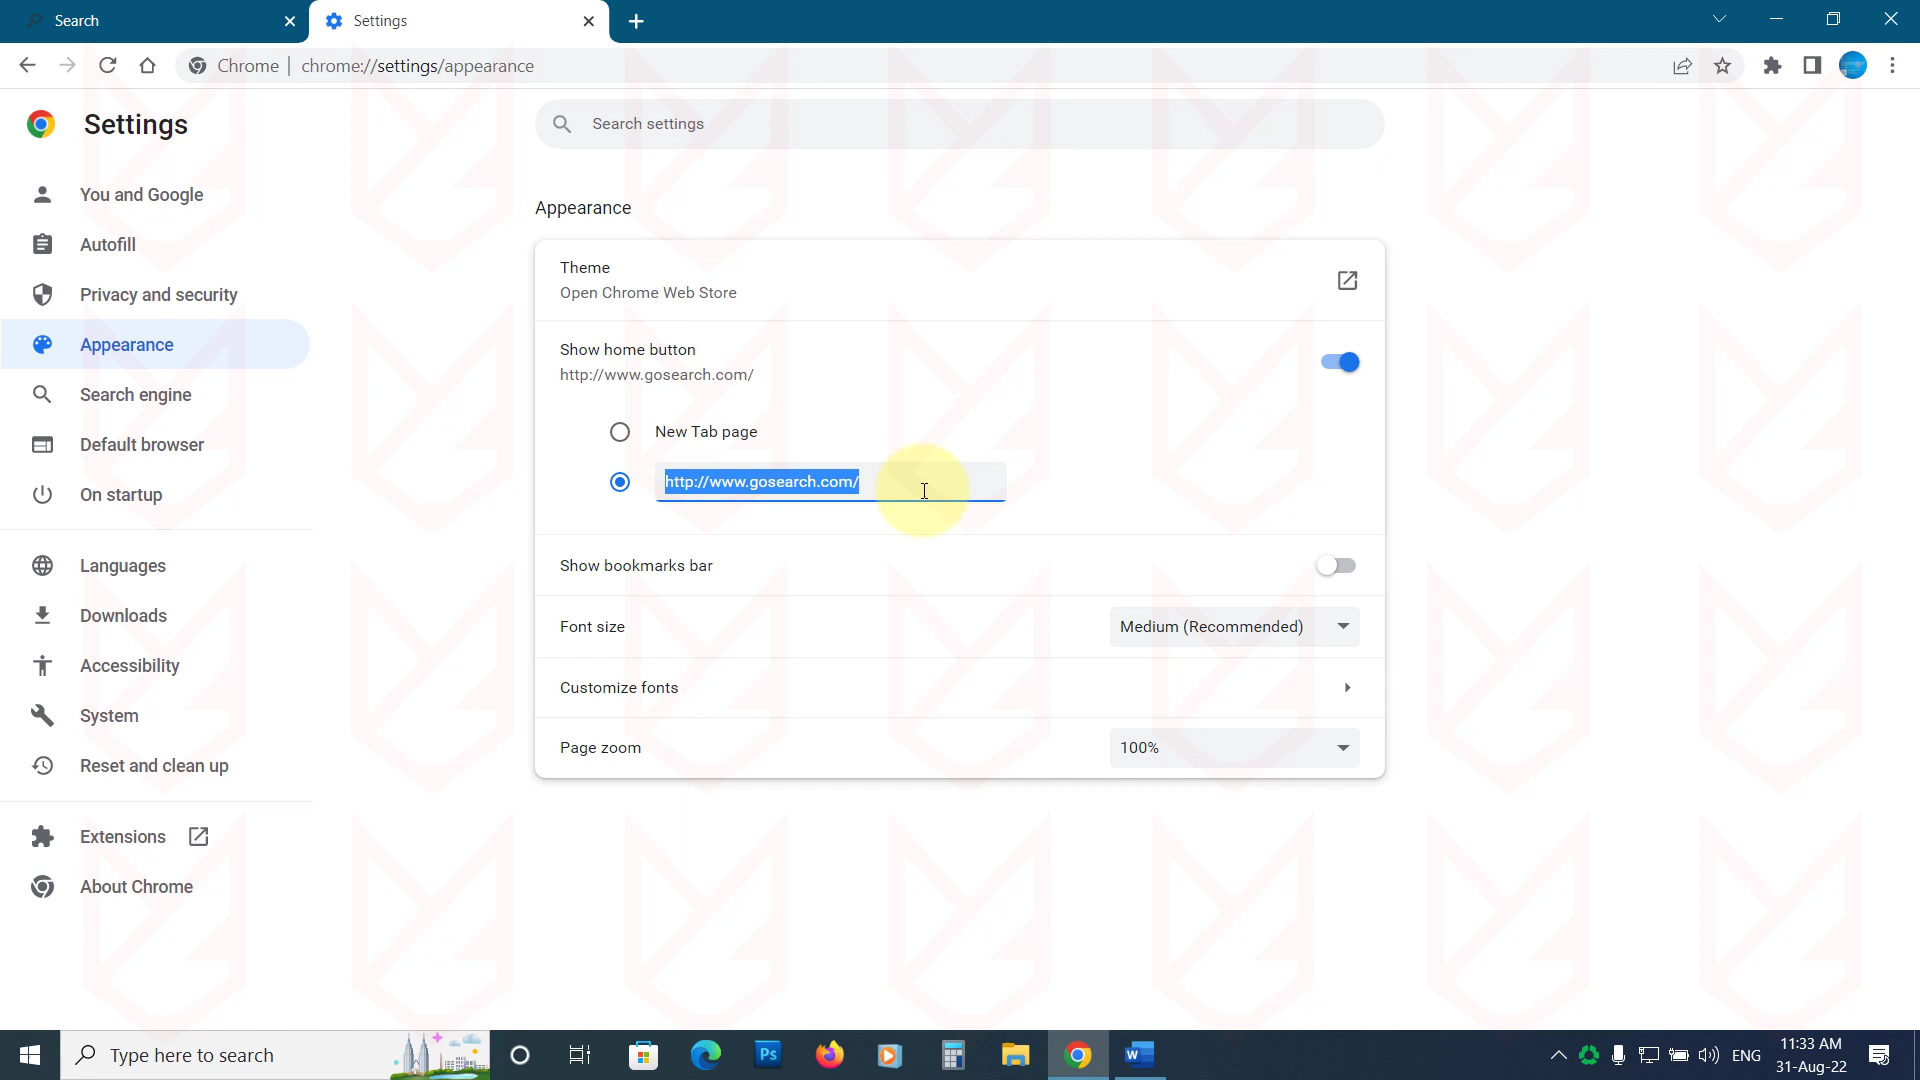 Search
Settings
Chrome | chrome://settings/appearance
Settings
Search settings
You and Google
Autofill
Privacy and security
Appearance
Search engine
Default browser
On startup
Languages
Downloads
Accessibility
System
Reset and clean up
Extensions
About Chrome
Appearance
Theme
Open Chrome Web Store
Show home button
http://www.gosearch.com/
New Tab page
http://www.gosearch.com/
Show bookmarks bar
Font size
Medium (Recommended)
Customize fonts
Page zoom
100%
Type here to search
Ps
W
ENG
11:33 AM
31-Aug-22